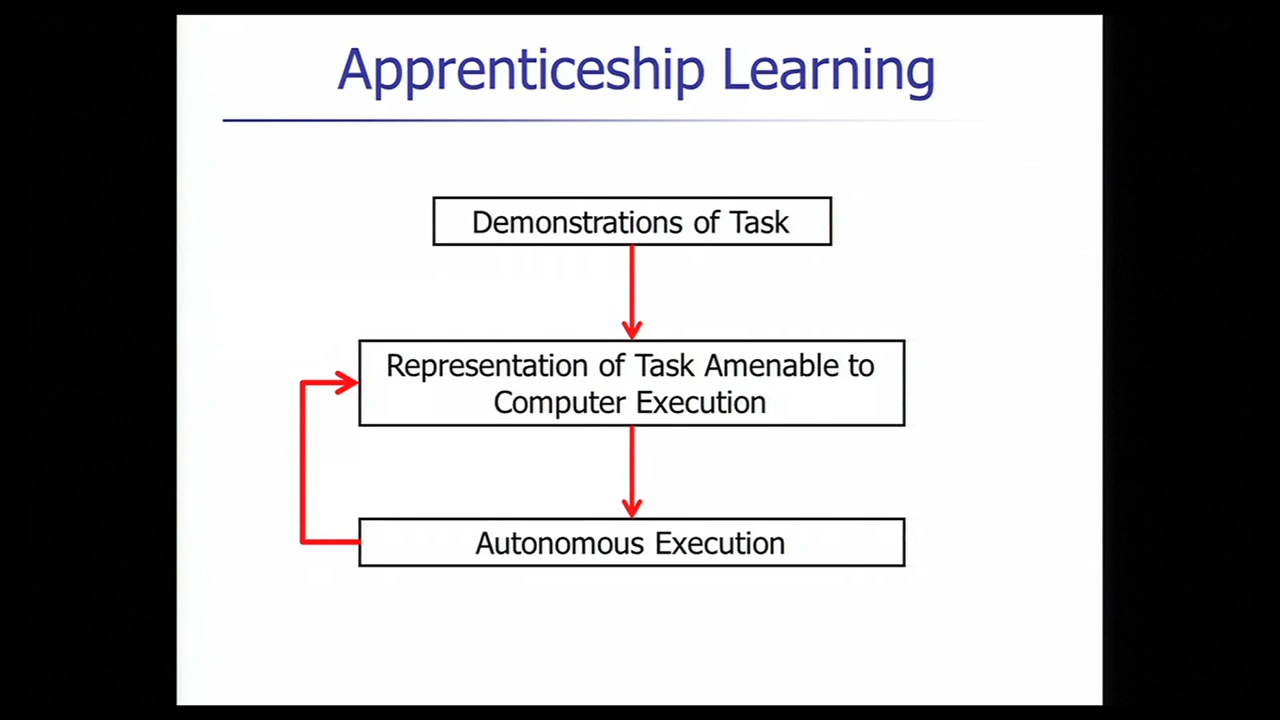 Apprenticeship Learning
Demonstrations of Task
Representation of Task Amenable to
Computer Execution
Autonomous Execution